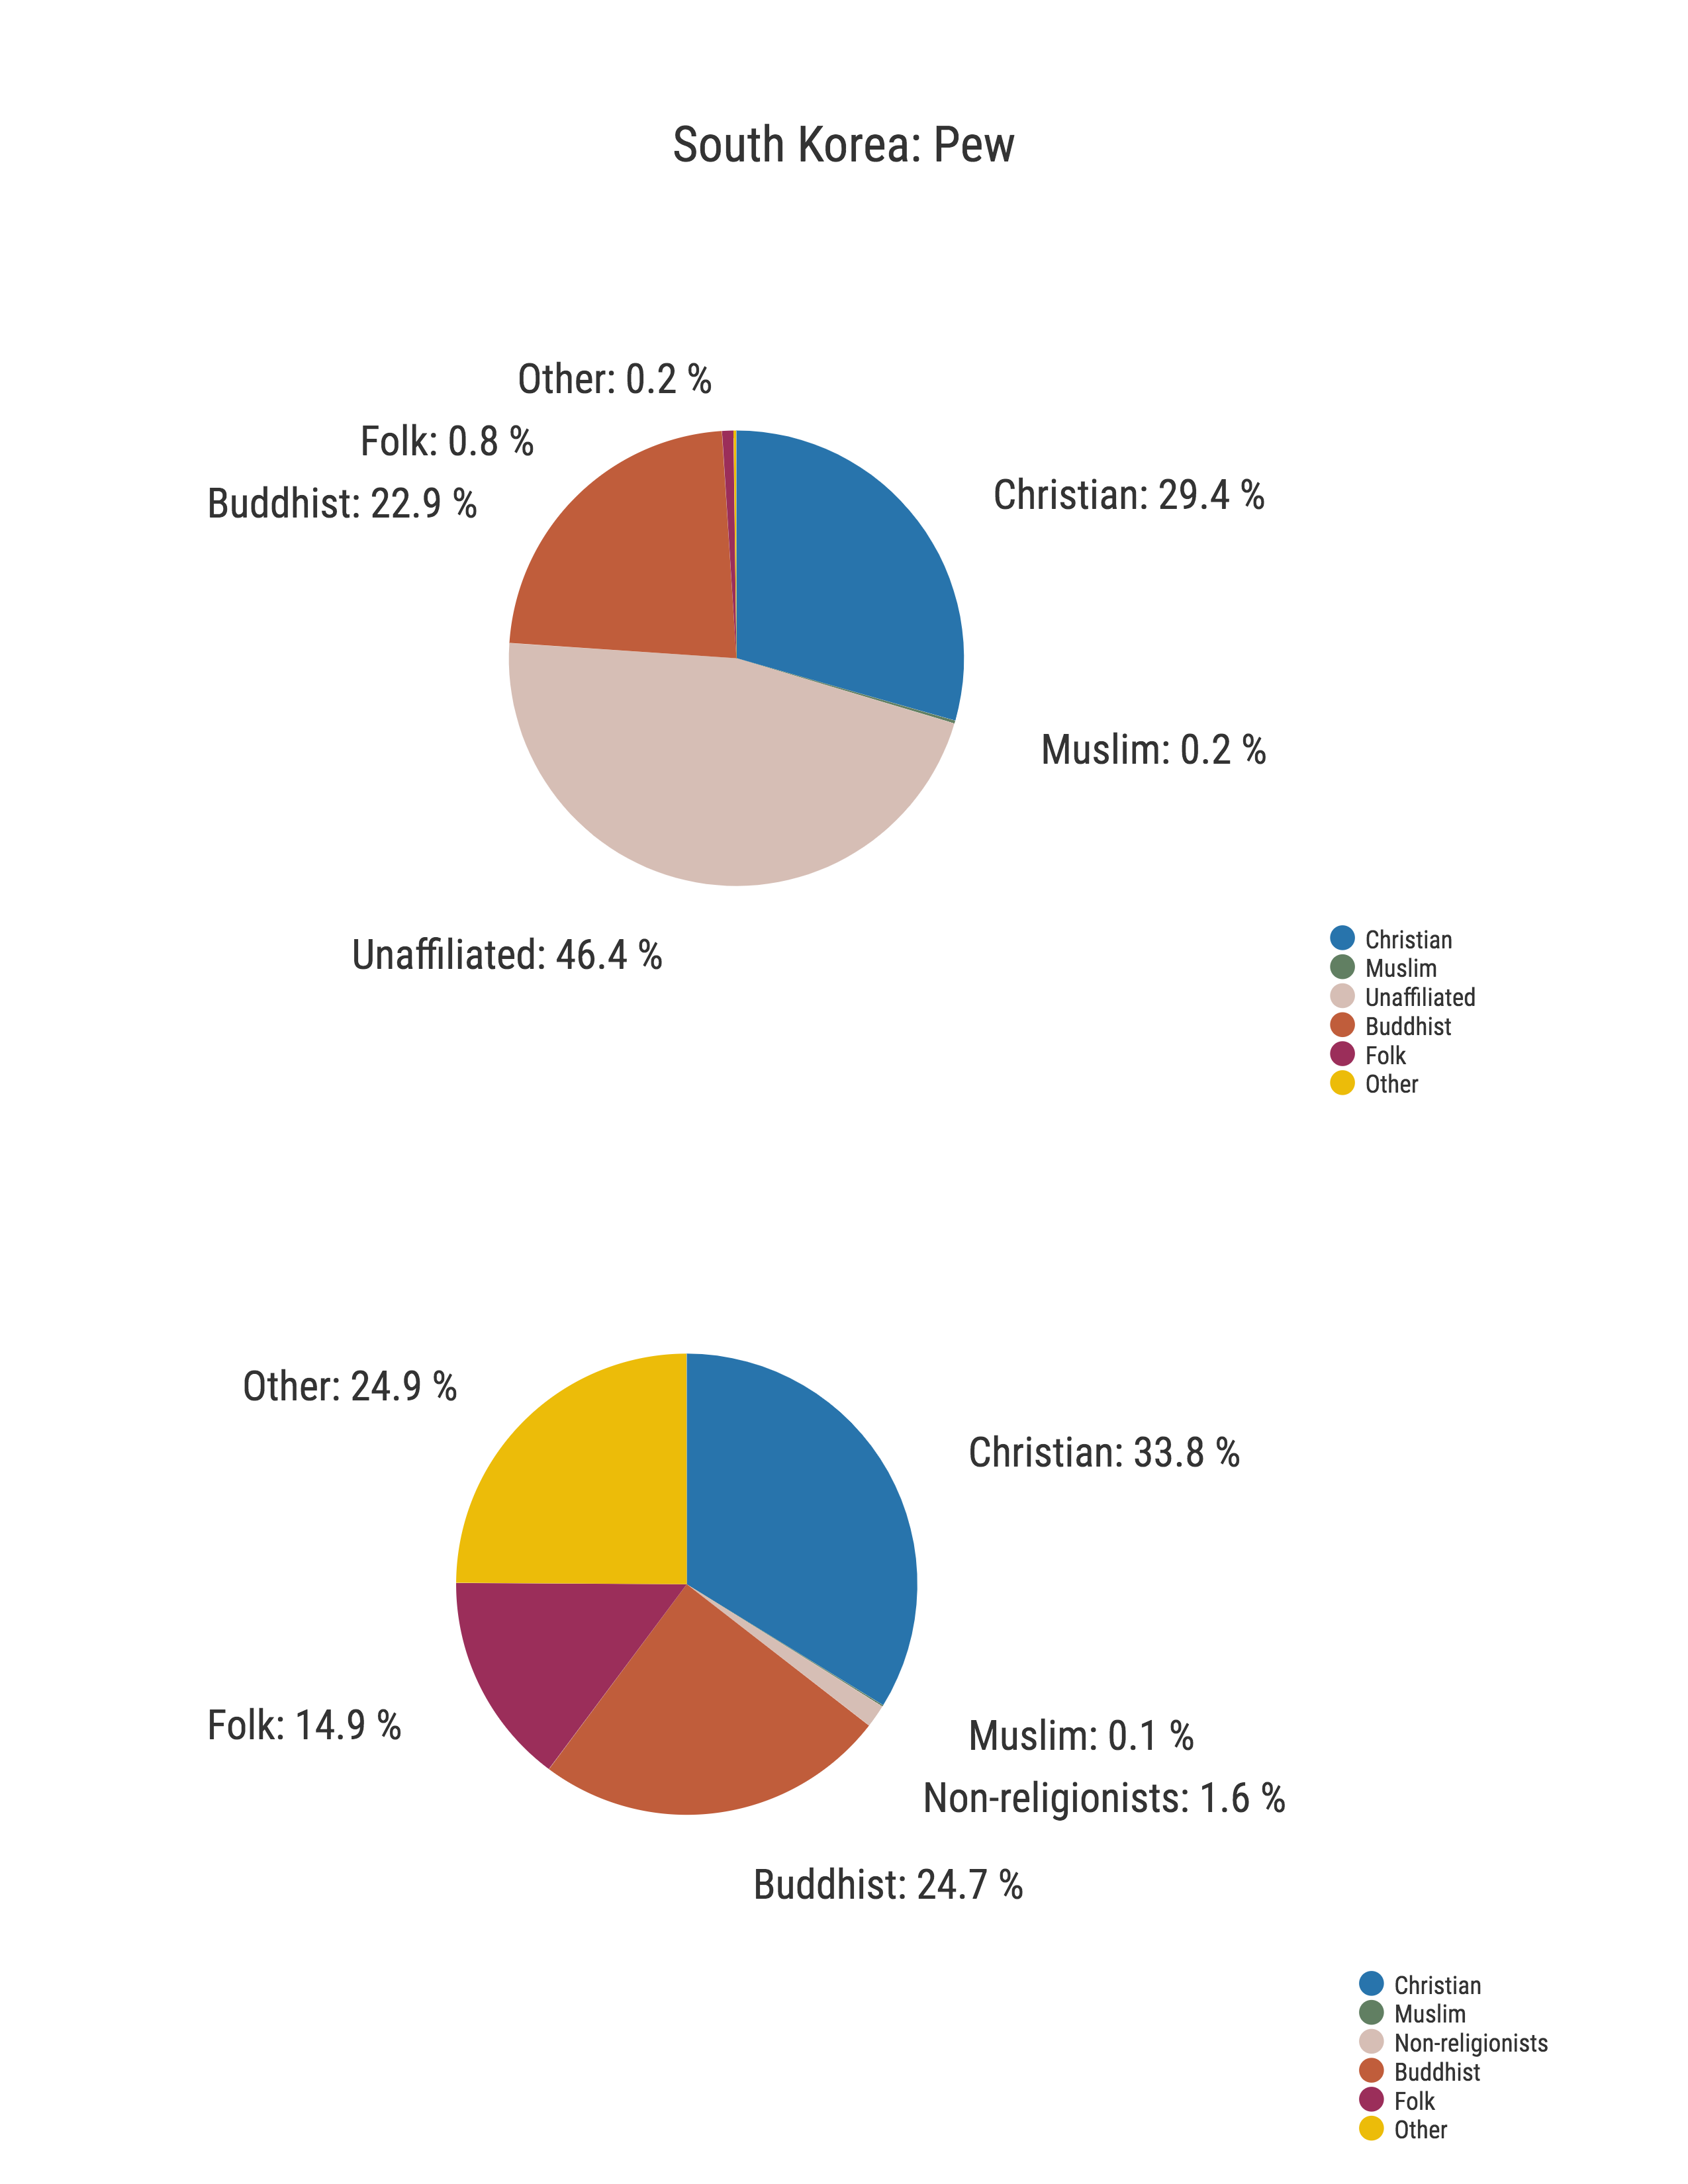 South Korea: Pew
Other: 0.2 %
Folk: 0.8 %
Buddhist: 22.9 %
Christian: 29.4 %
Muslim: 0.2 %
Unaffiliated: 46.4 %
Christian
Muslim
Unaffiliated
Buddhist
Folk
Other
Other: 24.9 %
Christian: 33.8 %
Folk: 14.9 %
Muslim: 0.1 %
Non-religionists: 1.6 %
Buddhist: 24.7 %
Christian
Muslim
Non-religionists
Buddhist
Folk
Other